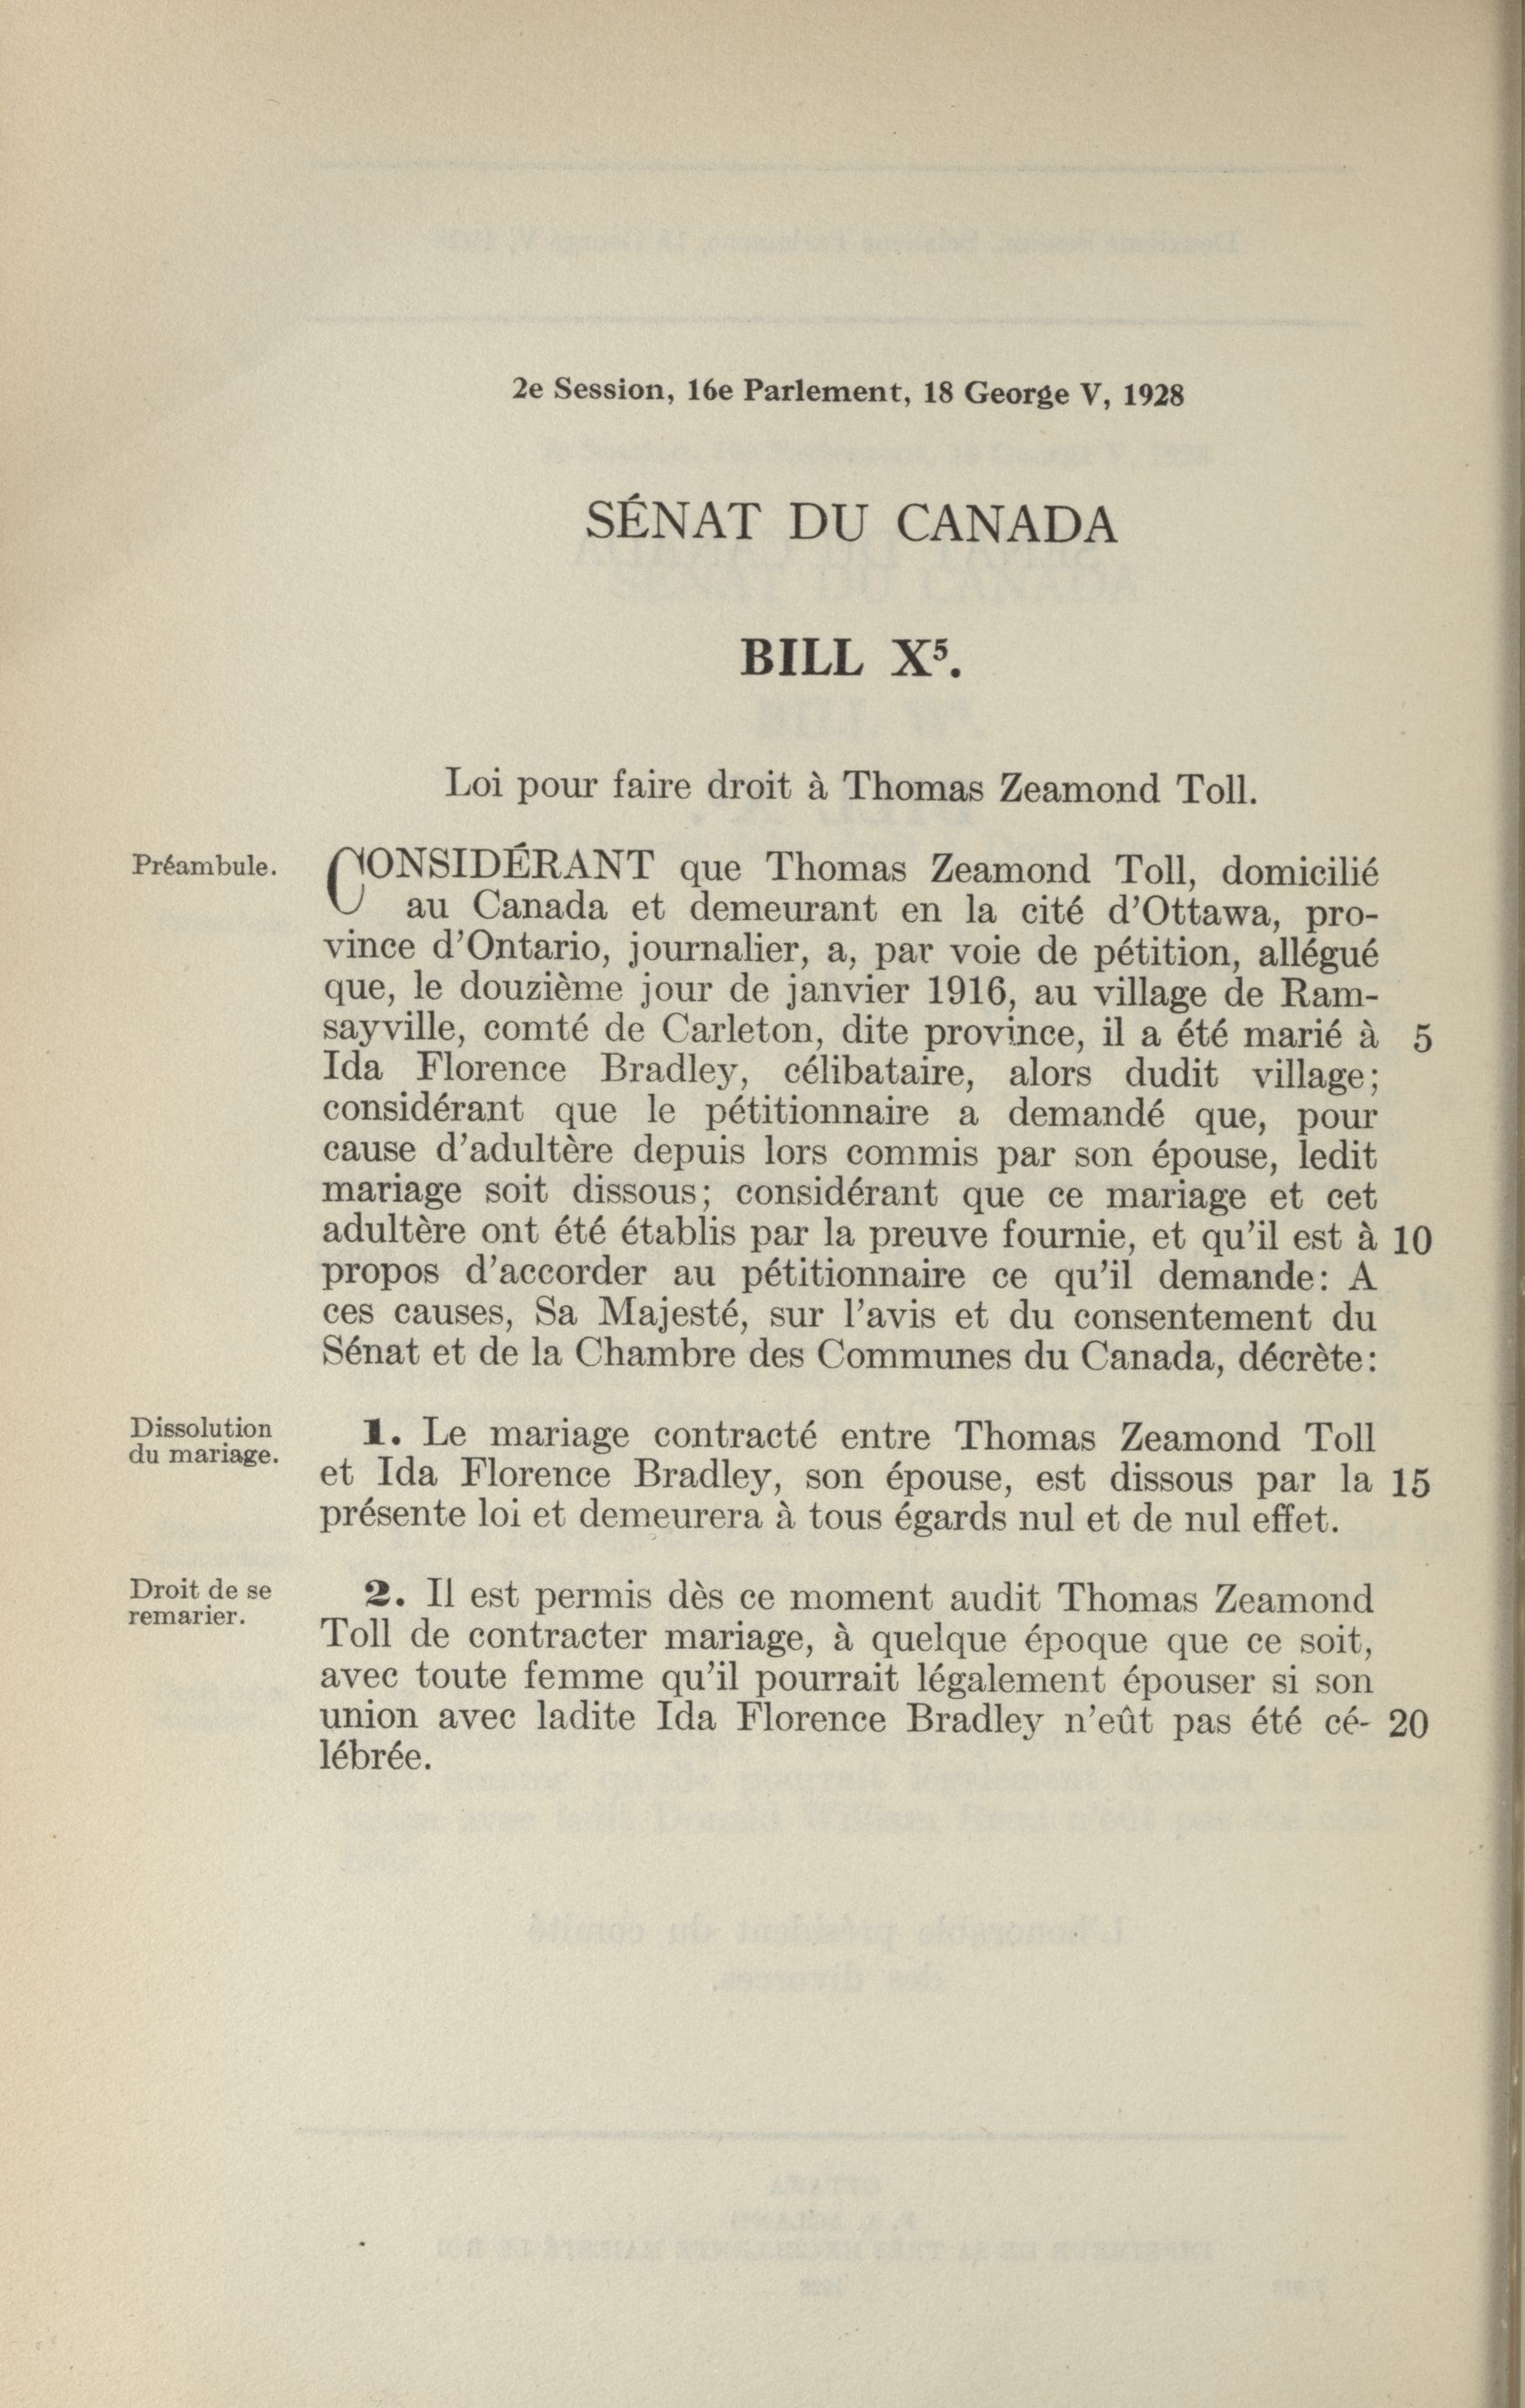 2e Session, 16e Parlement, 18 George V, 1928
SÉNAT DU CANADA
BILL X⁵.
Loi pour faire droit à Thomas Zeamond Toll.
Préambule.
CONSIDÉRANT que Thomas Zeamond Toll, domicilié
au Canada et demeurant en la cité d'Ottawa, pro-
vince d'Ontario, journalier, a, par voie de pétition, allégué
que, le douzième jour de janvier 1916, au village de Ram-
sayville, comté de Carleton, dite province, il a été marié à 5
Ida Florence Bradley, célibataire, alors dudit village;
considérant que le pétitionnaire a demandé que, pour
cause d'adultère depuis lors commis par son épouse, ledit
mariage soit dissous; considérant que ce mariage et cet
adultère ont été établis par la preuve fournie, et qu'il est à 10
propos d'accorder au pétitionnaire ce qu'il demande: A
ces causes, Sa Majesté, sur l'avis et du consentement du
Sénat et de la Chambre des Communes du Canada, décrète:
Dissolution
du mariage.
1. Le mariage contracté entre Thomas Zeamond Toll
et Ida Florence Bradley, son épouse, est dissous par la 15
présente loi et demeurera à tous égards nul et de nul effet.
Droit de se
remarier.
2. Il est permis dès ce moment audit Thomas Zeamond
Toll de contracter mariage, à quelque époque que ce soit,
avec toute femme qu'il pourrait légalement épouser si son
union avec ladite Ida Florence Bradley n'eût pas été cé- 20
lébrée.